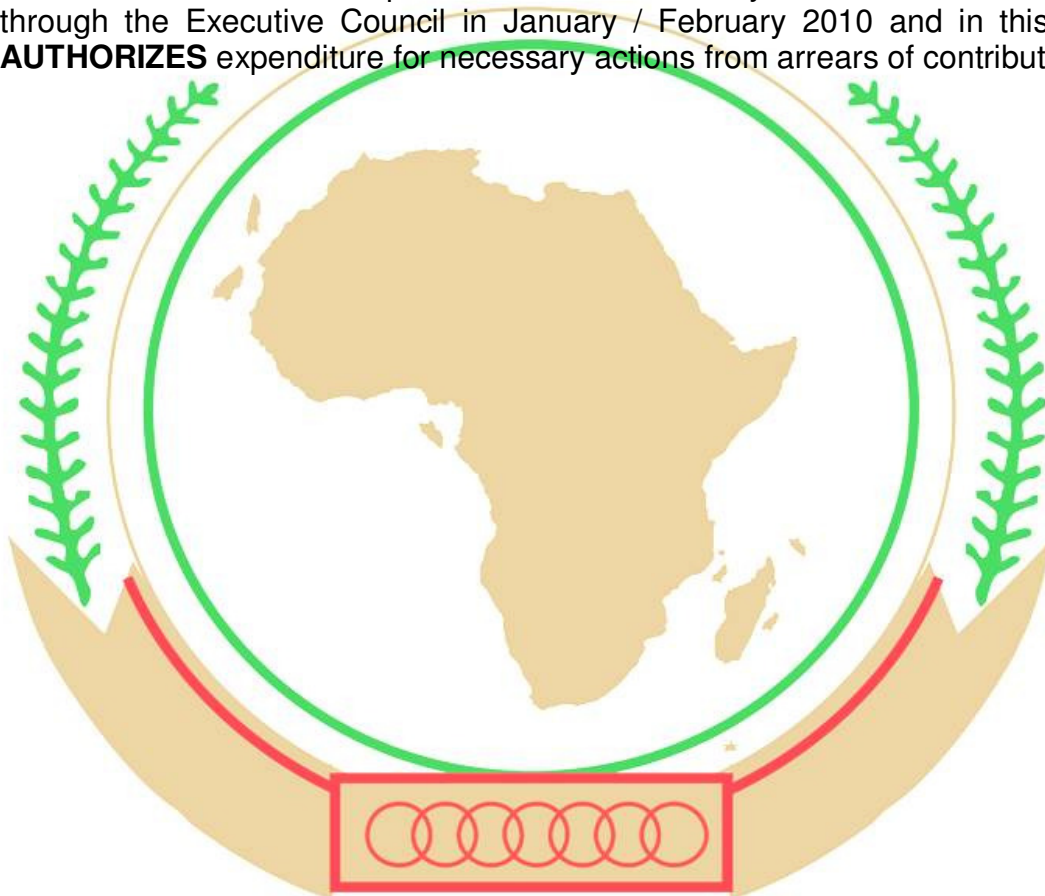 through the Executive Council in January / February 2010 and in this
AUTHORIZES expenditure for necessary actions from arrears of